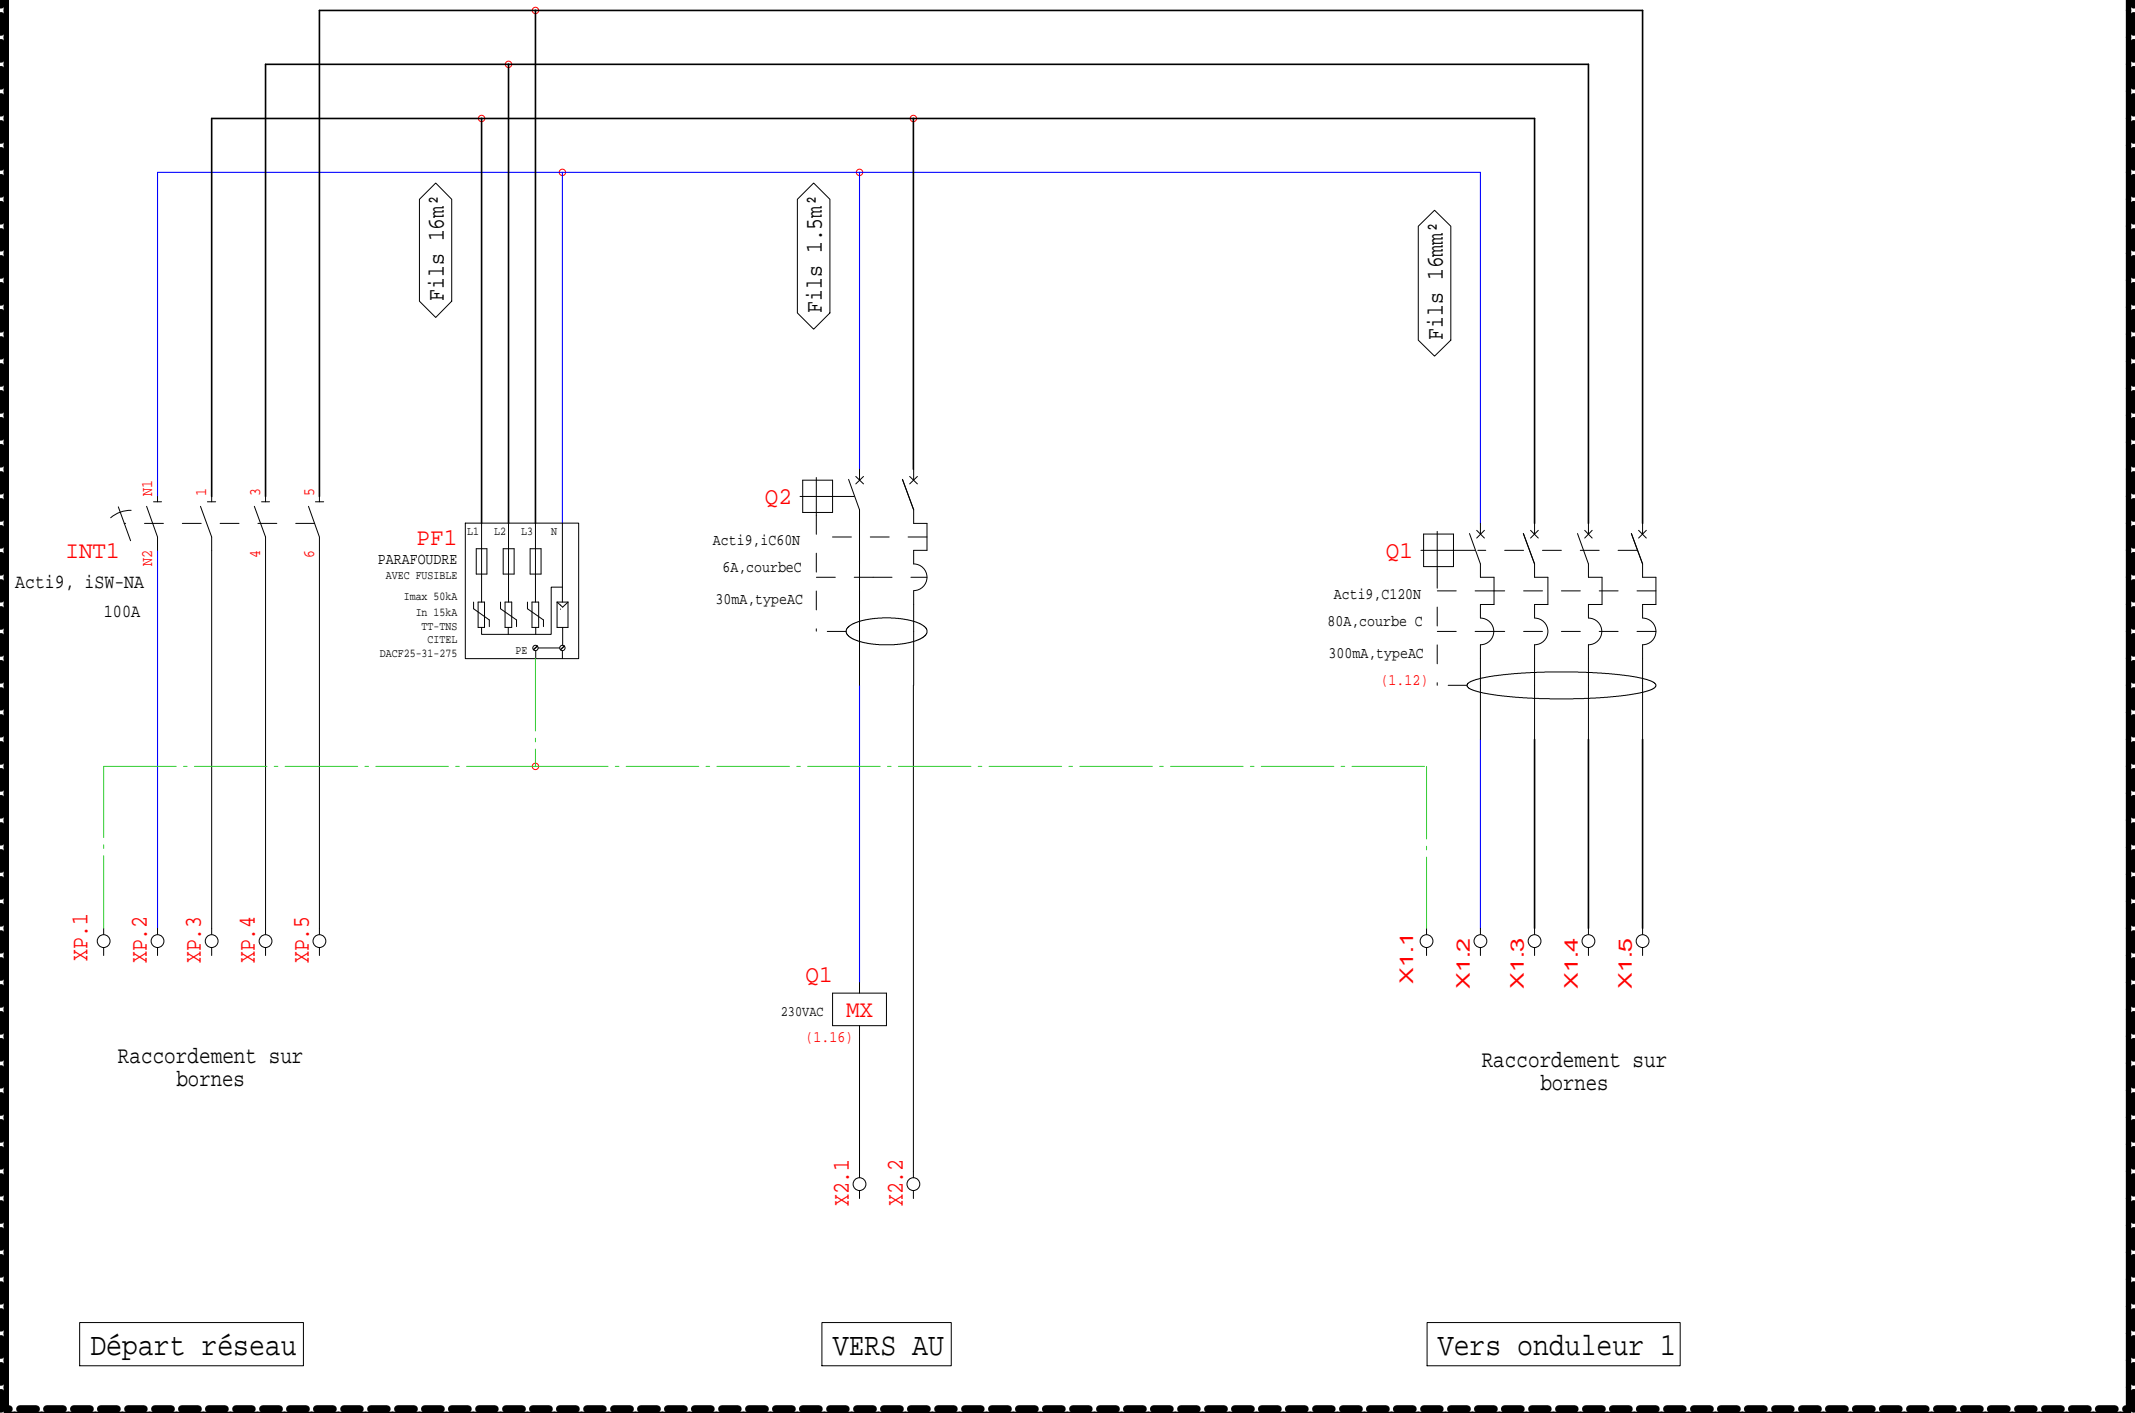 Fils 16m²
Fils 1.5m²
Fils 16mm²
N1
1
3
5
INT1
N2
4
6
Acti9, iSW-NA
100A
PF1
PARAFOUDRE
AVEC FUSIBLE
Imax 50kA
In 15kA
TT-TNS
CITEL
DACF25-31-275
L1 L2 L3 N
PE
Q2
Acti9,iC60N
6A,courbeC
30mA,typeAC
Q1
Acti9,C120N
80A,courbe C
300mA,typeAC
(1.12)
XP.1
XP.2
XP.3
XP.4
XP.5
Raccordement sur
bornes
Q1
230VAC MX
(1.16)
X2.1
X2.2
X1.1
X1.2
X1.3
X1.4
X1.5
Raccordement sur
bornes
Départ réseau
VERS AU
Vers onduleur 1